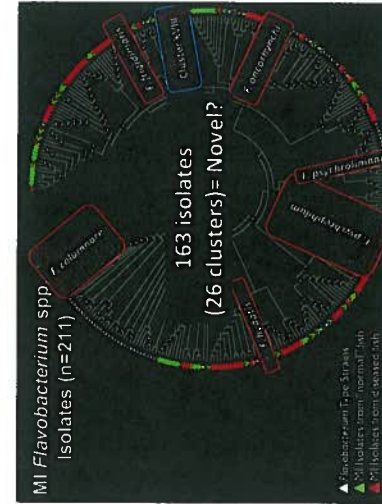 MI Flavobacterium spp
Isolates (n=211)
F. columnare
Cluster XVIII
F. oncorhynchi
163 isolates
(26 clusters)= Novel?
F. psychrophilum
Flavobacterium Type Strains
MI Isolates from "normal" fish
MI Isolates from diseased fish